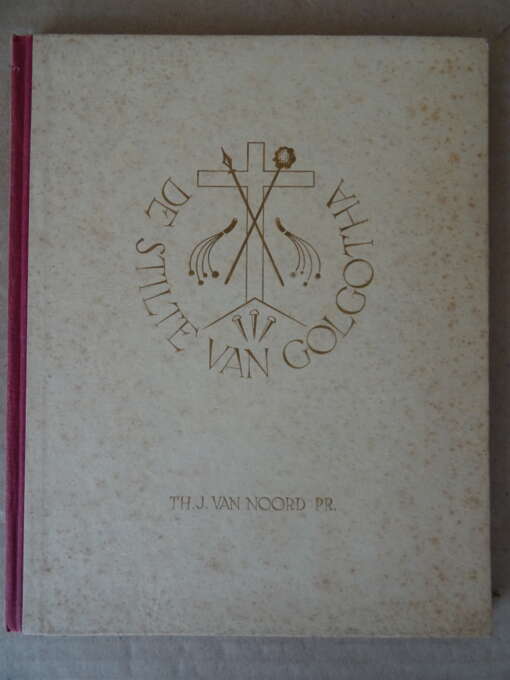 DE STILTE VAN GOLGOTHA
TH. J. VAN NOORD PR.